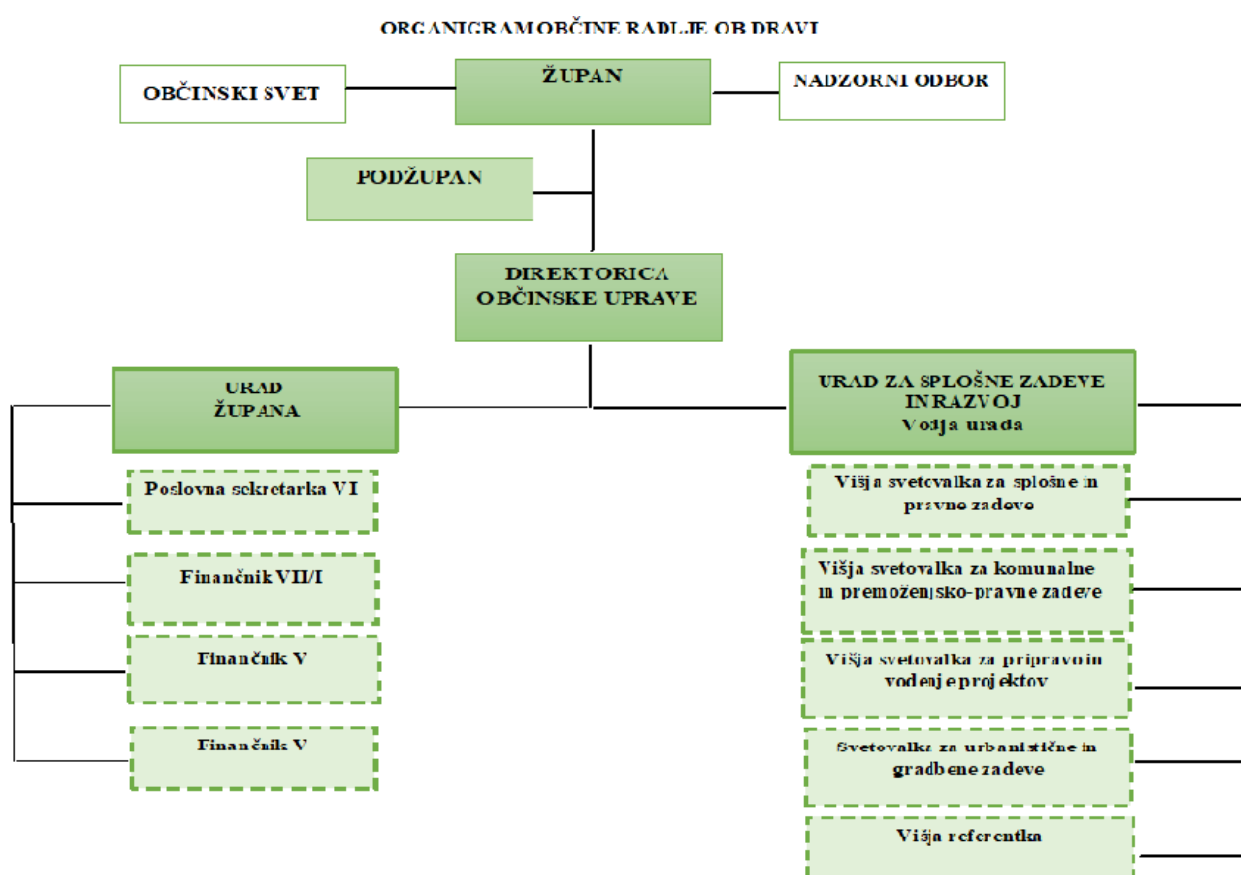 ORGANIGRAM OBČINE RADLJE OB DRAVI
OBČINSKI SVET
ŽUPAN
NADZORNI ODBOR
PODŽUPAN
DIREKTORICA
OBČINSKE UPRAVE
URAD
ŽUPANA
Poslovna sekretarka VI
Finančnik VII/I
Finančnik V
Finančnik V
URAD ZA SPLOŠNE ZADEVE
IN RAZVOJ
Vodja urada
Višja svetovalka za splošne in
pravne zadeve
Višja svetovalka za komunalne
in premoženjsko-pravne zadeve
Višja svetovalka za pripravo in
vodenje projektov
Svetovalka za urbanistične in
gradbene zadeve
Višja referentka